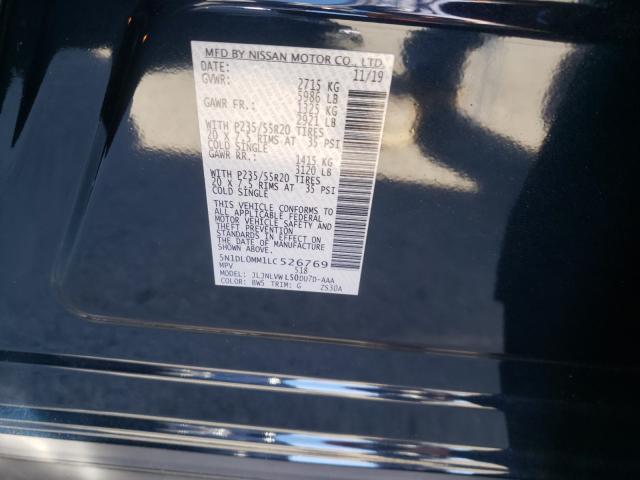 MFD BY NISSAN MOTOR CO., LTD.
DATE: 11/19
GVWR: 2715 KG
5986 LB
GAWR FR.: 1325 KG
2921 LB
WITH P235/55R20 TIRES
20 X 7.5 RIMS AT 35 PSI
COLD SINGLE
GAWR RR.: 1415 KG
3120 LB
WITH P235/55R20 TIRES
20 X 7.5 RIMS AT 35 PSI
COLD SINGLE
THIS VEHICLE CONFORMS TO
ALL APPLICABLE FEDERAL
MOTOR VEHICLE SAFETY AND
THEFT PREVENTION
STANDARDS IN EFFECT ON
THE DATE OF MANUFACTURE
SHOWN ABOVE.
5N1DL0MM1LC526769
MPV S18
MODEL: JLJNLVWL50DU7D-AAA
COLOR: BW5 TRIM: G ZS3DA